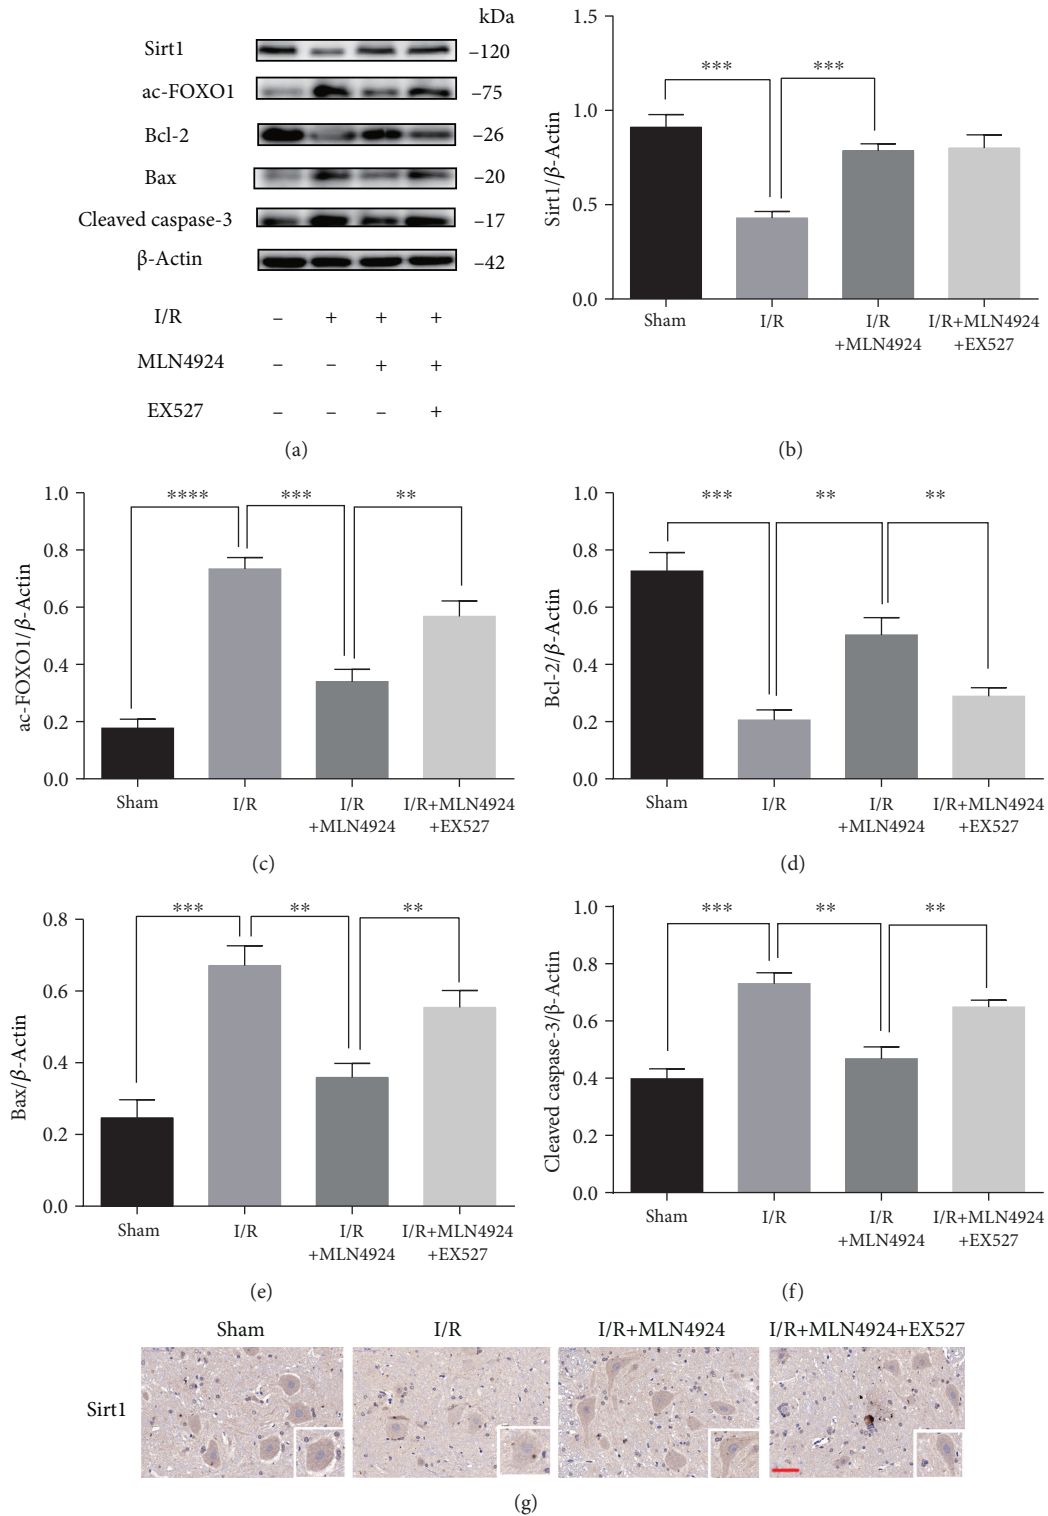 kDa
Sirt1 –120
ac-FOXO1 –75
Bcl-2 –26
Bax –20
Cleaved caspase-3 –17
β-Actin –42
I/R – + + +
MLN4924 – – + +
EX527 – – – +
(a)
Sirt1/β-Actin
1.5
1.0
0.5
0.0
*** ***
Sham I/R I/R I/R+MLN4924
+MLN4924 +EX527
(b)
ac-FOXO1/β-Actin
1.0
0.8
0.6
0.4
0.2
0.0
**** *** **
Sham I/R I/R I/R+MLN4924
+MLN4924 +EX527
(c)
Bcl-2/β-Actin
1.0
0.8
0.6
0.4
0.2
0.0
*** ** **
Sham I/R I/R I/R+MLN4924
+MLN4924 +EX527
(d)
Bax/β-Actin
0.8
0.6
0.4
0.2
0.0
*** ** **
Sham I/R I/R I/R+MLN4924
+MLN4924 +EX527
(e)
Cleaved caspase-3/β-Actin
1.0
0.8
0.6
0.4
0.2
0.0
*** ** **
Sham I/R I/R I/R+MLN4924
+MLN4924 +EX527
(f)
Sham I/R I/R+MLN4924 I/R+MLN4924+EX527
Sirt1
(g)